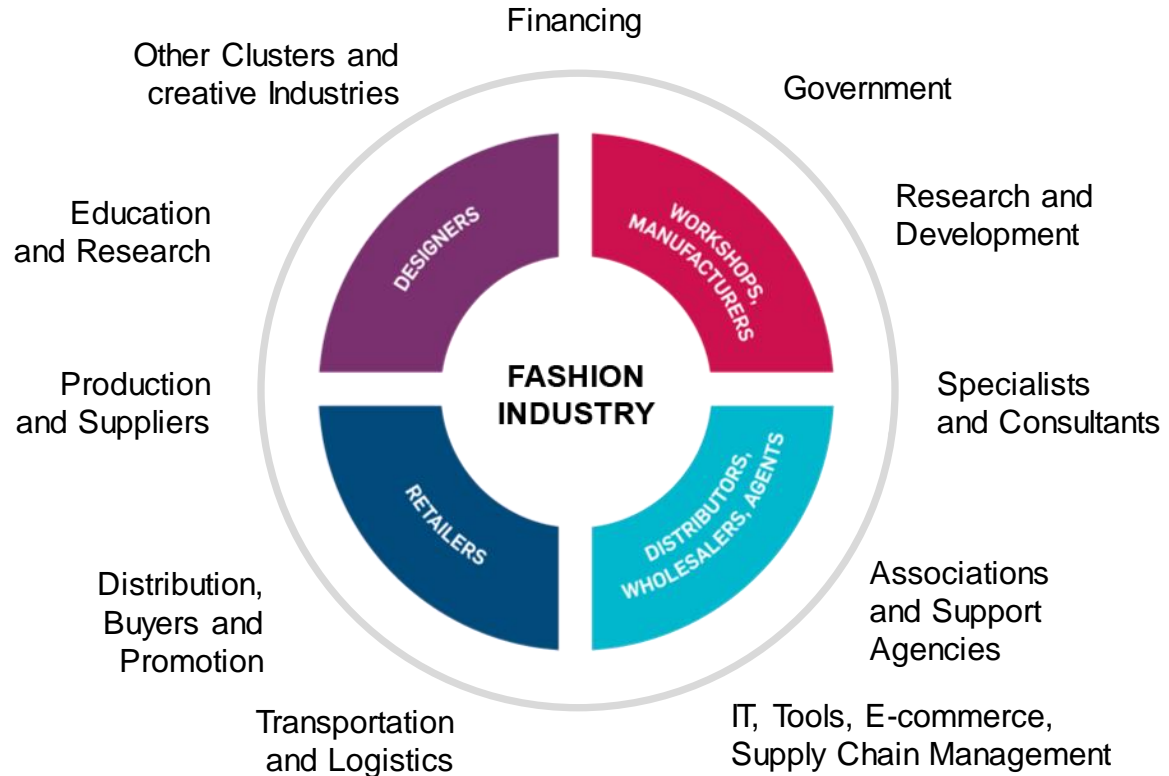 Financing
Other Clusters and
creative Industries
Government
Education
and Research
Research and
Development
DESIGNERS
WORKSHOPS,
MANUFACTURERS
Production
and Suppliers
FASHION
INDUSTRY
Specialists
and Consultants
RETAILERS
DISTRIBUTORS,
WHOLESALERS, AGENTS
Distribution,
Buyers and
Promotion
Associations
and Support
Agencies
Transportation
and Logistics
IT, Tools, E-commerce,
Supply Chain Management